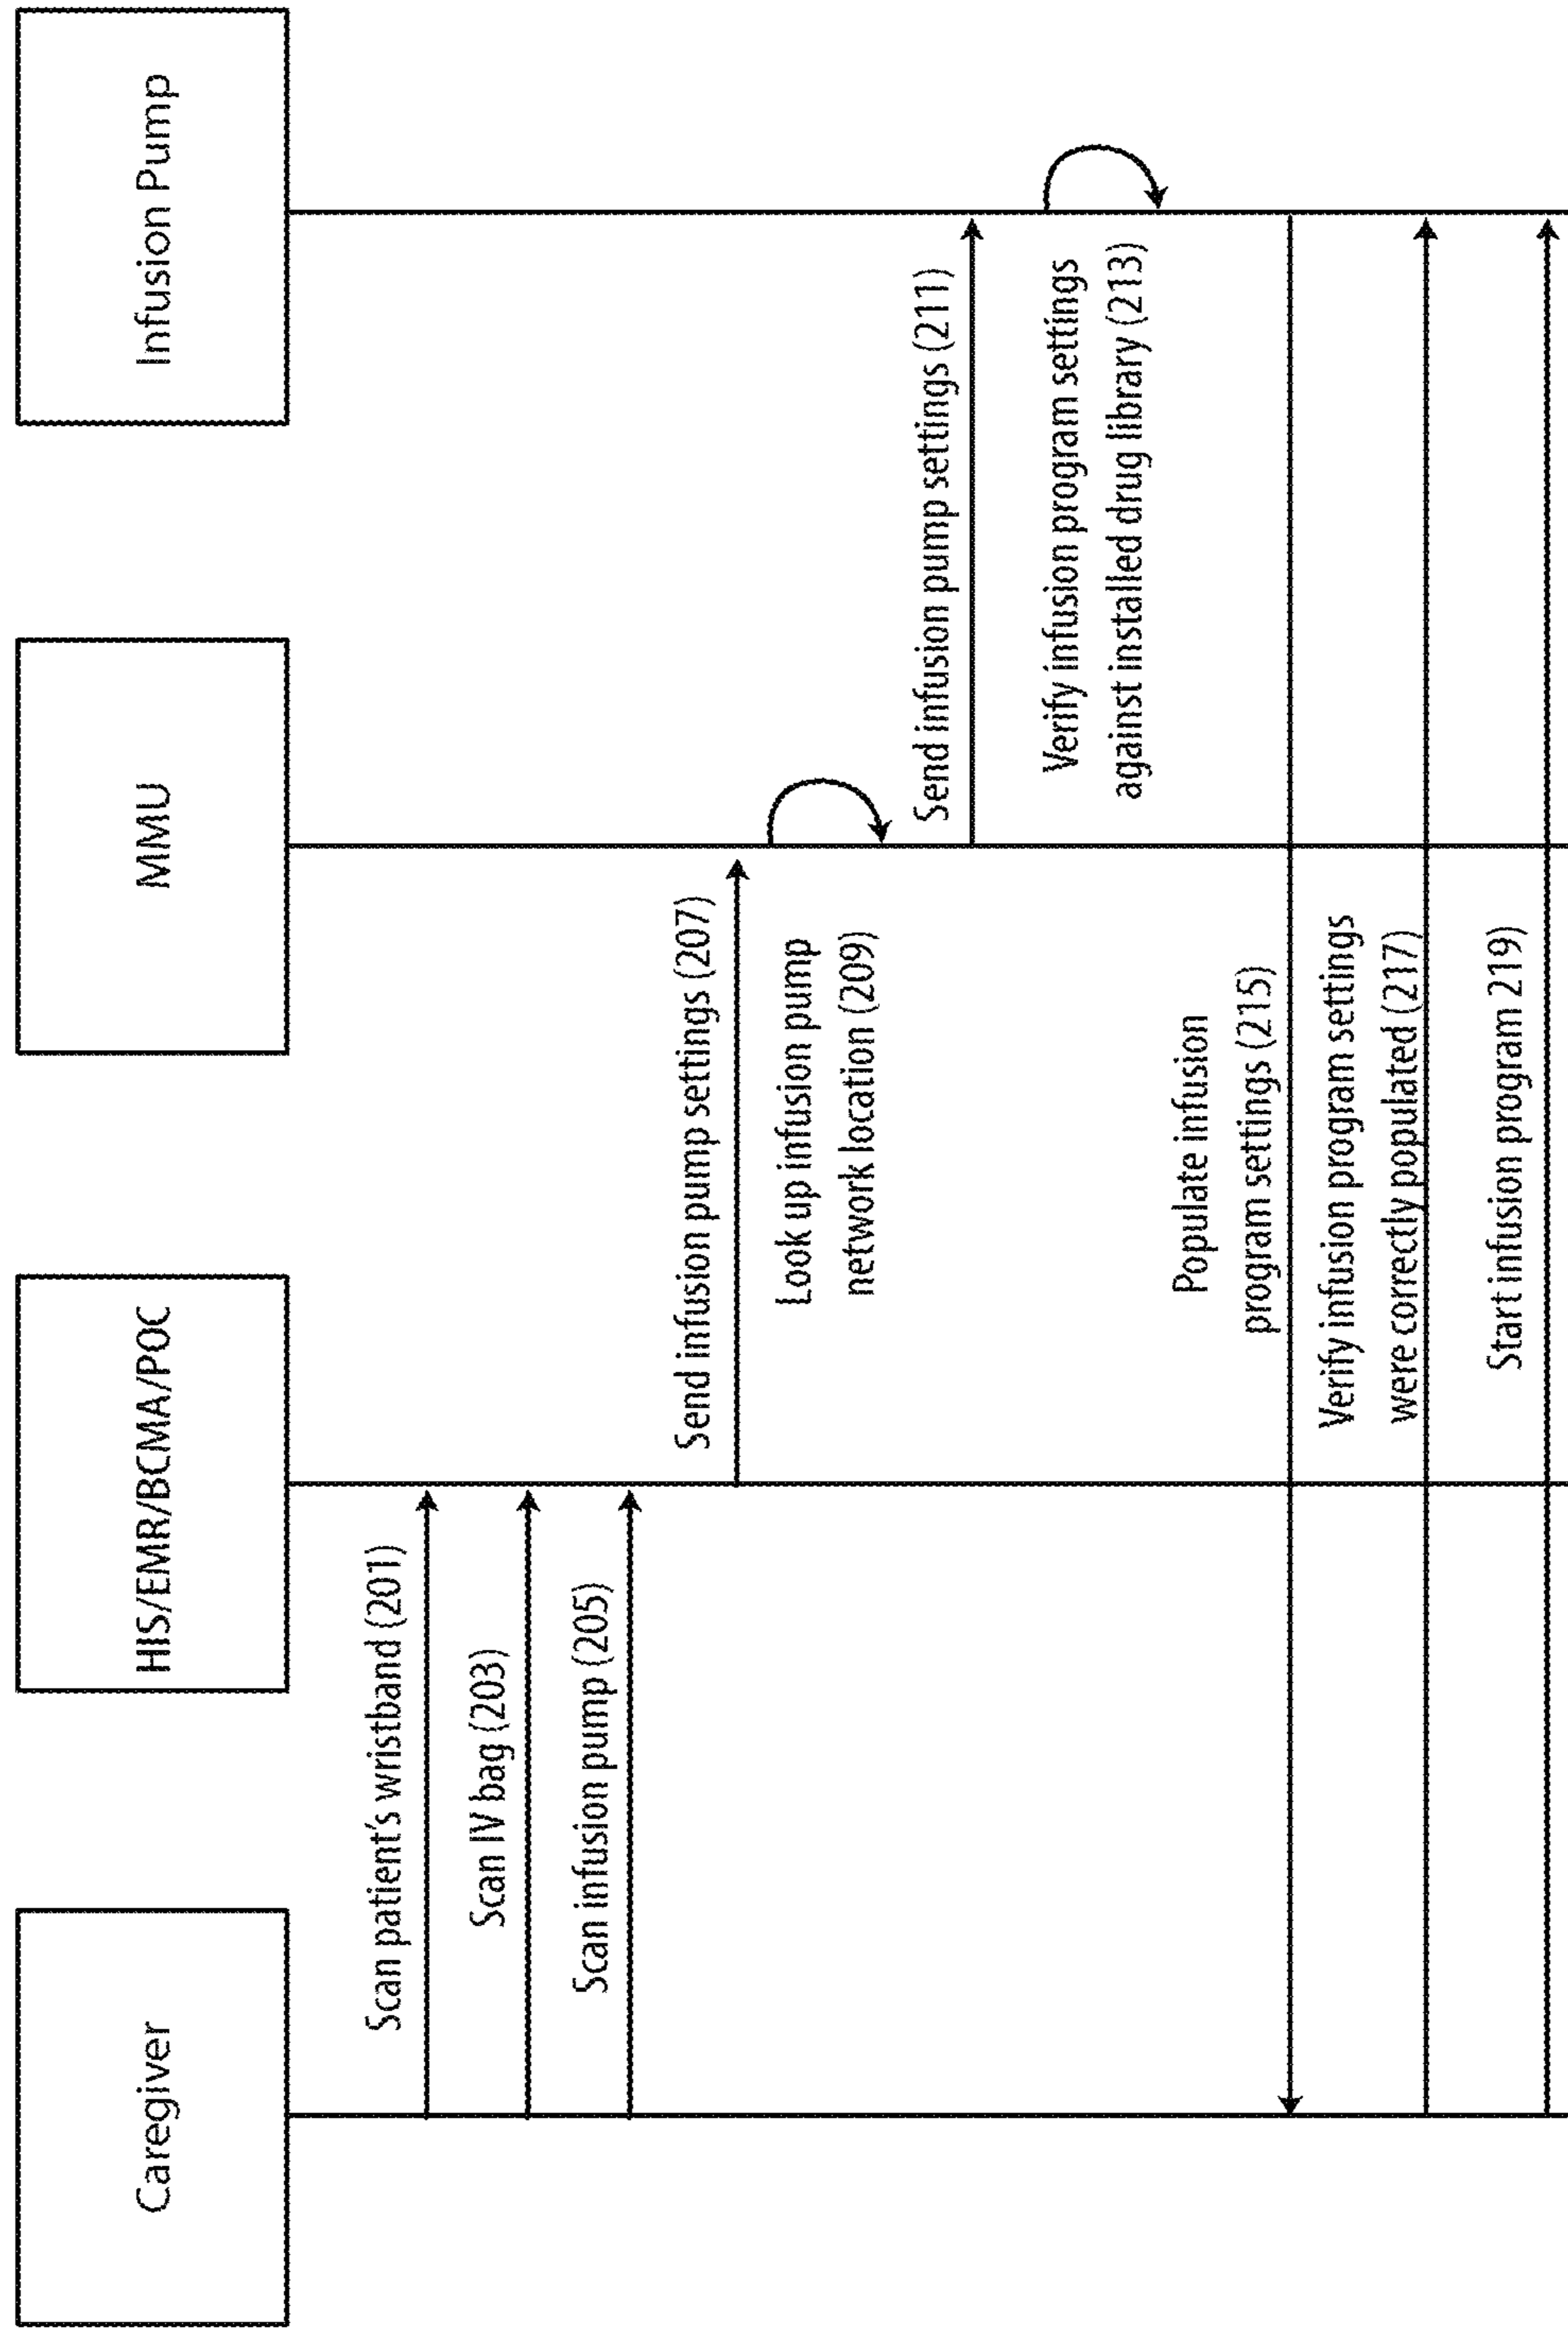 Caregiver
HIS/EMR/BCMA/POC
MMU
Infusion Pump
Scan patient's wristband (201)
Scan IV bag (203)
Scan infusion pump (205)
Send infusion pump settings (207)
Look up infusion pump
network location (209)
Send infusion pump settings (211)
Verify infusion program settings
against installed drug library (213)
Populate infusion
program settings (215)
Verify infusion program settings
were correctly populated (217)
Start infusion program 219)